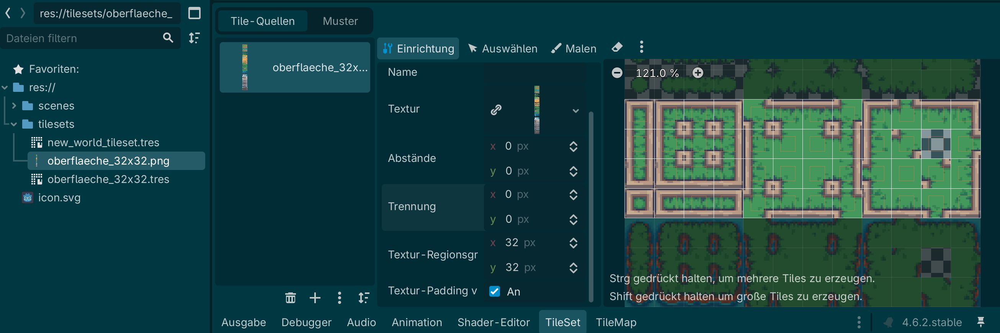 res://tilesets/oberflaeche_
Dateien filtern
Favoriten:
res://
scenes
tilesets
new_world_tileset.tres
oberflaeche_32x32.png
oberflaeche_32x32.tres
icon.svg
Tile-Quellen
Muster
oberflaeche_32x...
Einrichtung
Auswählen
Malen
Name
Textur
Abstände
x 0 px
y 0 px
Trennung
x 0 px
y 0 px
Textur-Regionsgr
x 32 px
y 32 px
Textur-Padding v
An
121.0 %
Strg gedrückt halten, um mehrere Tiles zu erzeugen.
Shift gedrückt halten um große Tiles zu erzeugen.
Ausgabe
Debugger
Audio
Animation
Shader-Editor
TileSet
TileMap
4.6.2.stable